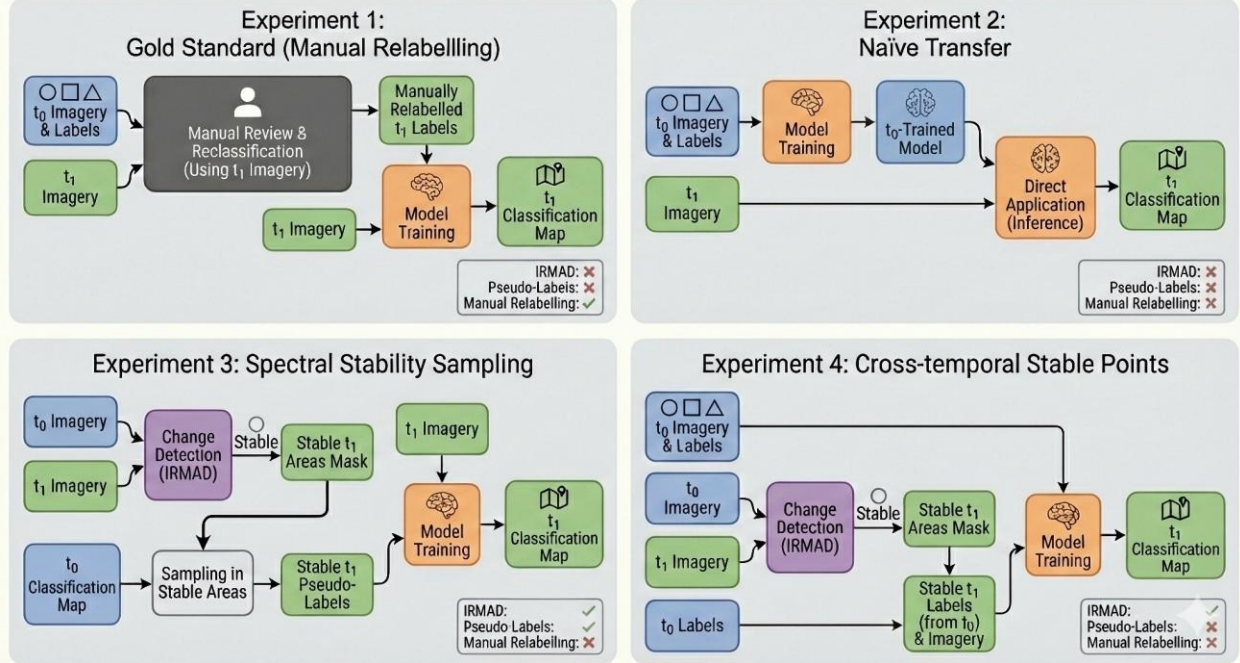 Experiment 1:
Gold Standard (Manual Relabellling)
t₀ Imagery
& Labels
t₁
Imagery
Manual Review &
Reclassification
(Using t₁ Imagery)
Manually
Relabelled
t₁ Labels
t₁ Imagery
Model
Training
t₁
Classification
Map
IRMAD: ✗
Pseudo-Labels: ✗
Manual Relabelling: ✓
Experiment 2:
Naïve Transfer
t₀ Imagery
& Labels
Model
Training
t₀-Trained
Model
t₁
Imagery
Direct
Application
(Inference)
t₁
Classification
Map
IRMAD: ✗
Pseudo-Labels: ✗
Manual Relabelling: ✗
Experiment 3: Spectral Stability Sampling
t₀ Imagery
t₁ Imagery
Change
Detection
(IRMAD)
Stable
Stable t₁
Areas Mask
t₁ Imagery
t₀
Classification
Map
Sampling in
Stable Areas
Stable t₁
Pseudo-
Labels
Model
Training
t₁
Classification
Map
IRMAD: ✓
Pseudo-Labels: ✓
Manual Relabelling: ✗
Experiment 4: Cross-temporal Stable Points
t₀ Imagery
& Labels
t₀
Imagery
t₁ Imagery
Change
Detection
(IRMAD)
Stable
Stable t₁
Areas Mask
t₀ Labels
Stable t₁
Labels
(from t₀)
& Imagery
Model
Training
t₁
Classification
Map
IRMAD: ✓
Pseudo-Labels: ✗
Manual Relabelling: ✗